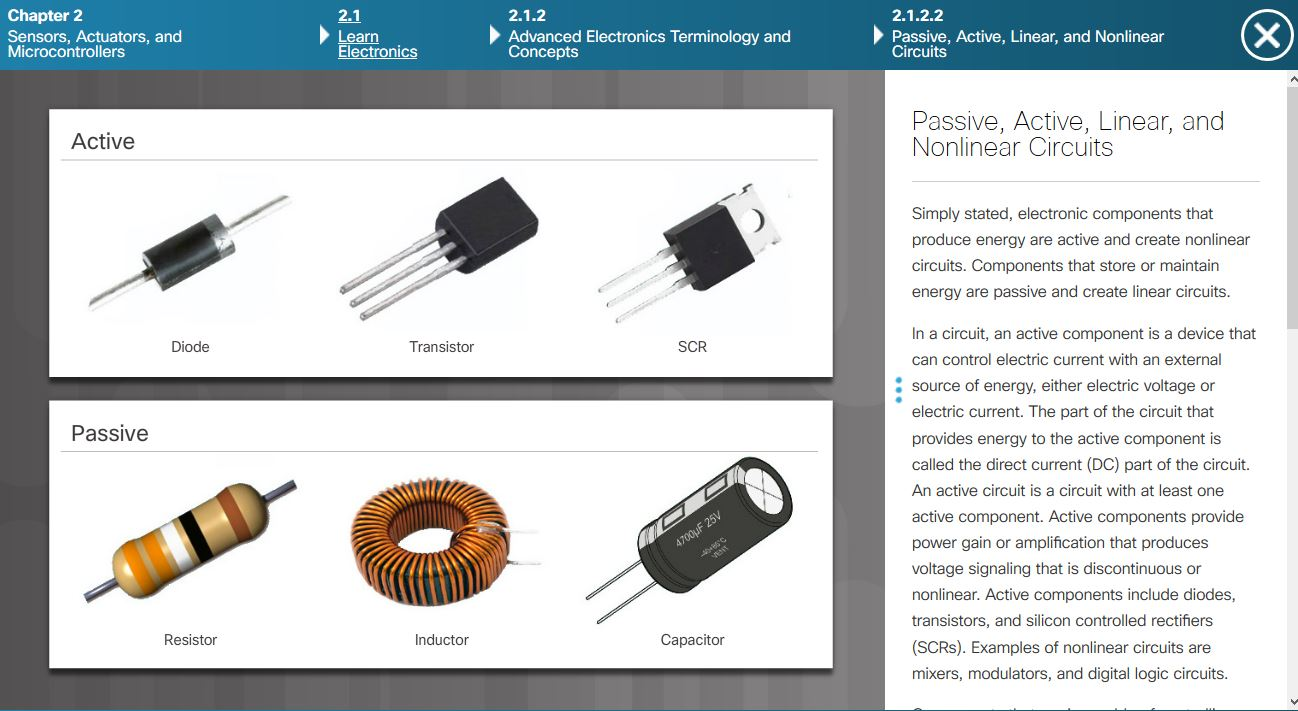 Chapter 2
Sensors, Actuators, and
Microcontrollers
2.1
Learn
Electronics
2.1.2
Advanced Electronics Terminology and
Concepts
2.1.2.2
Passive, Active, Linear, and Nonlinear
Circuits
Active
Diode
Transistor
SCR
Passive
4700µF 25V
-40+85°C
VENT
Resistor
Inductor
Capacitor
Passive, Active, Linear, and
Nonlinear Circuits
Simply stated, electronic components that
produce energy are active and create nonlinear
circuits. Components that store or maintain
energy are passive and create linear circuits.
In a circuit, an active component is a device that
can control electric current with an external
source of energy, either electric voltage or
electric current. The part of the circuit that
provides energy to the active component is
called the direct current (DC) part of the circuit.
An active circuit is a circuit with at least one
active component. Active components provide
power gain or amplification that produces
voltage signaling that is discontinuous or
nonlinear. Active components include diodes,
transistors, and silicon controlled rectifiers
(SCRs). Examples of nonlinear circuits are
mixers, modulators, and digital logic circuits.